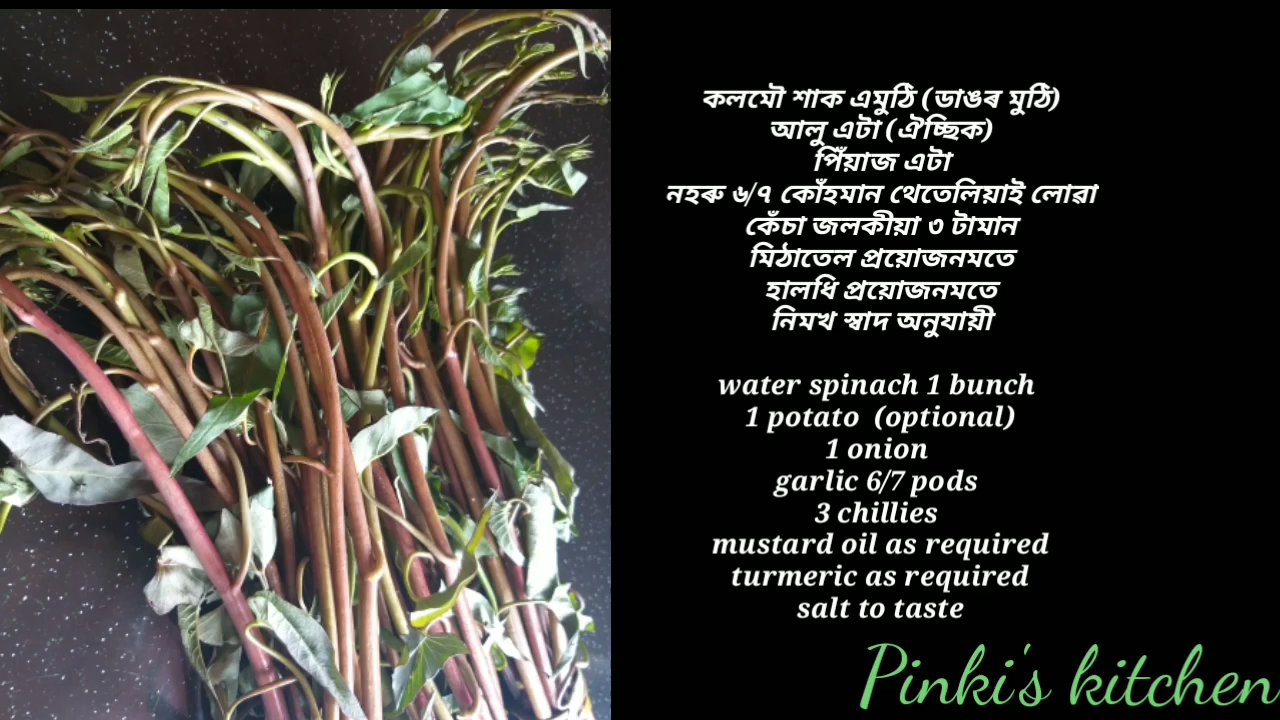 কলমৌ শাক এমুঠি (ডাঙৰ মুঠি)
আলু এটা (ঐচ্ছিক)
পিঁয়াজ এটা
নহৰু ৬/৭ কোঁহমান থেতেলিয়াই লোৱা
কেঁচা জলকীয়া ৩ টামান
মিঠাতেল প্ৰয়োজনমতে
হালধি প্ৰয়োজনমতে
নিমখ স্বাদ অনুযায়ী
water spinach 1 bunch
1 potato (optional)
1 onion
garlic 6/7 pods
3 chillies
mustard oil as required
turmeric as required
salt to taste
Pinki's kitchen